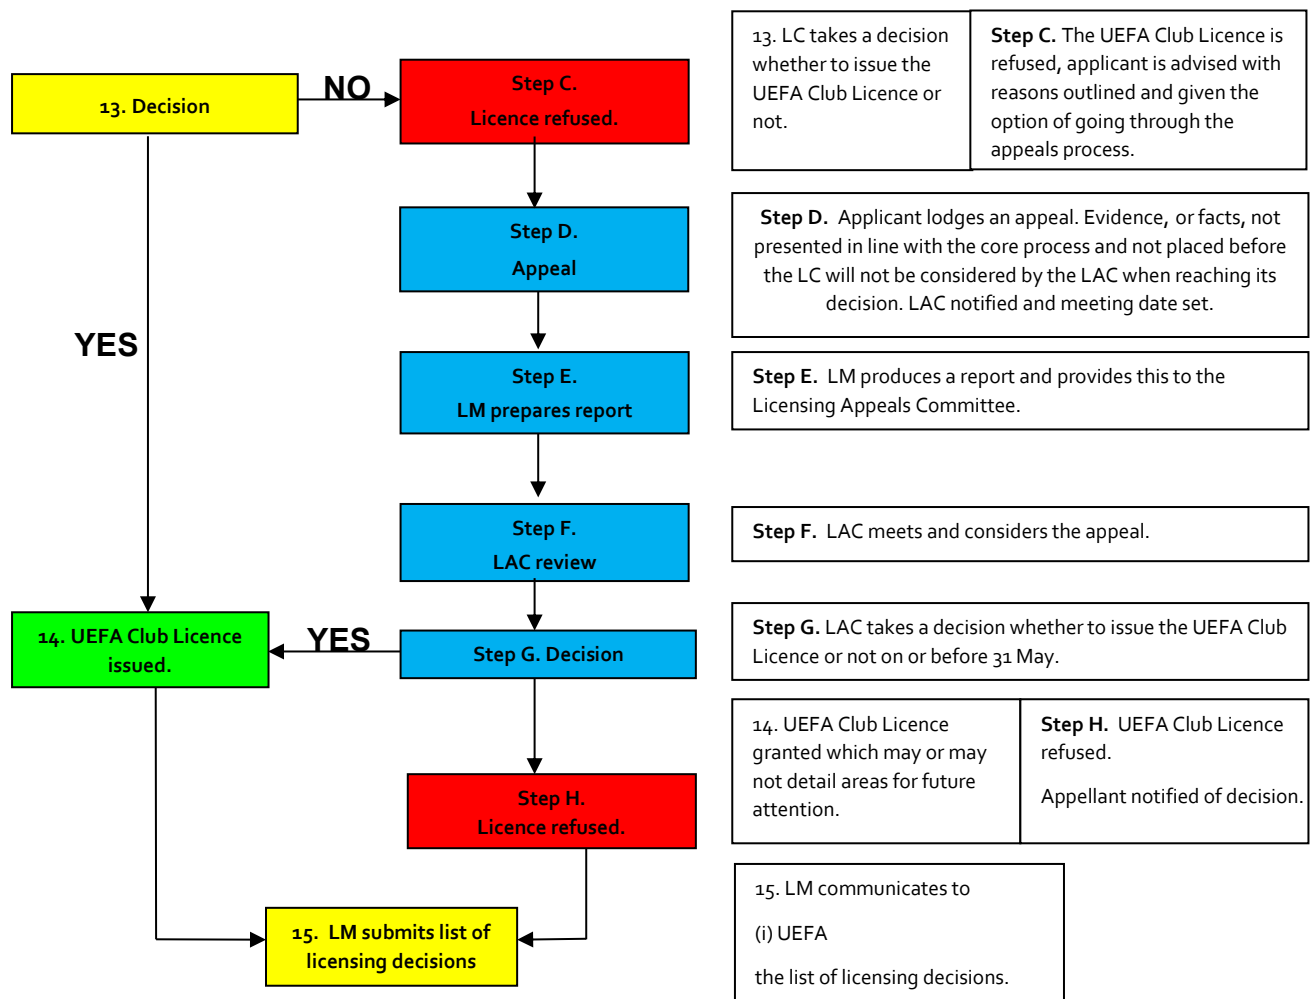 13. Decision
NO
Step C.
Licence refused.
13. LC takes a decision
whether to issue the
UEFA Club Licence or
not.
Step C. The UEFA Club Licence is
refused, applicant is advised with
reasons outlined and given the
option of going through the
appeals process.
Step D.
Appeal
Step D. Applicant lodges an appeal. Evidence, or facts, not
presented in line with the core process and not placed before
the LC will not be considered by the LAC when reaching its
decision. LAC notified and meeting date set.
YES
Step E.
LM prepares report
Step E. LM produces a report and provides this to the
Licensing Appeals Committee.
Step F.
LAC review
Step F. LAC meets and considers the appeal.
14. UEFA Club Licence
issued.
YES
Step G. Decision
Step G. LAC takes a decision whether to issue the UEFA Club
Licence or not on or before 31 May.
14. UEFA Club Licence
granted which may or may
not detail areas for future
attention.
Step H. UEFA Club Licence
refused.
Appellant notified of decision.
Step H.
Licence refused.
15. LM submits list of
licensing decisions
15. LM communicates to
(i) UEFA
the list of licensing decisions.